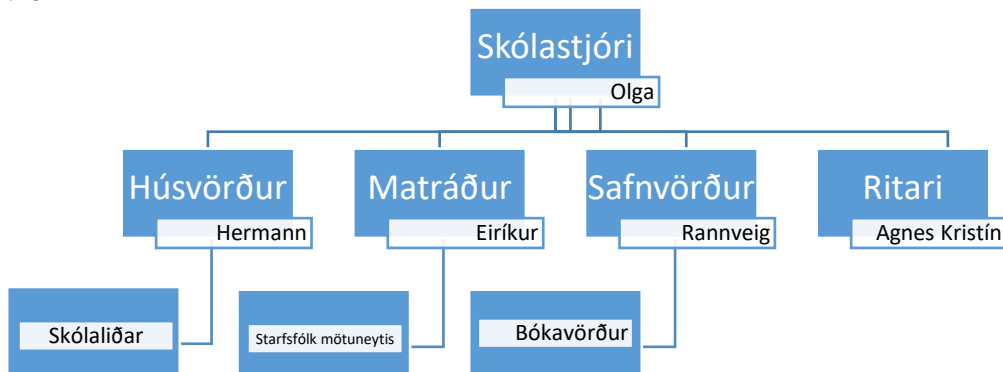 Skólastjóri
Olga
Húsvörður
Hermann
Matráður
Eiríkur
Safnvörður
Rannveig
Ritari
Agnes Kristín
Skólaliðar
Starfsfólk mötuneytis
Bókavörður